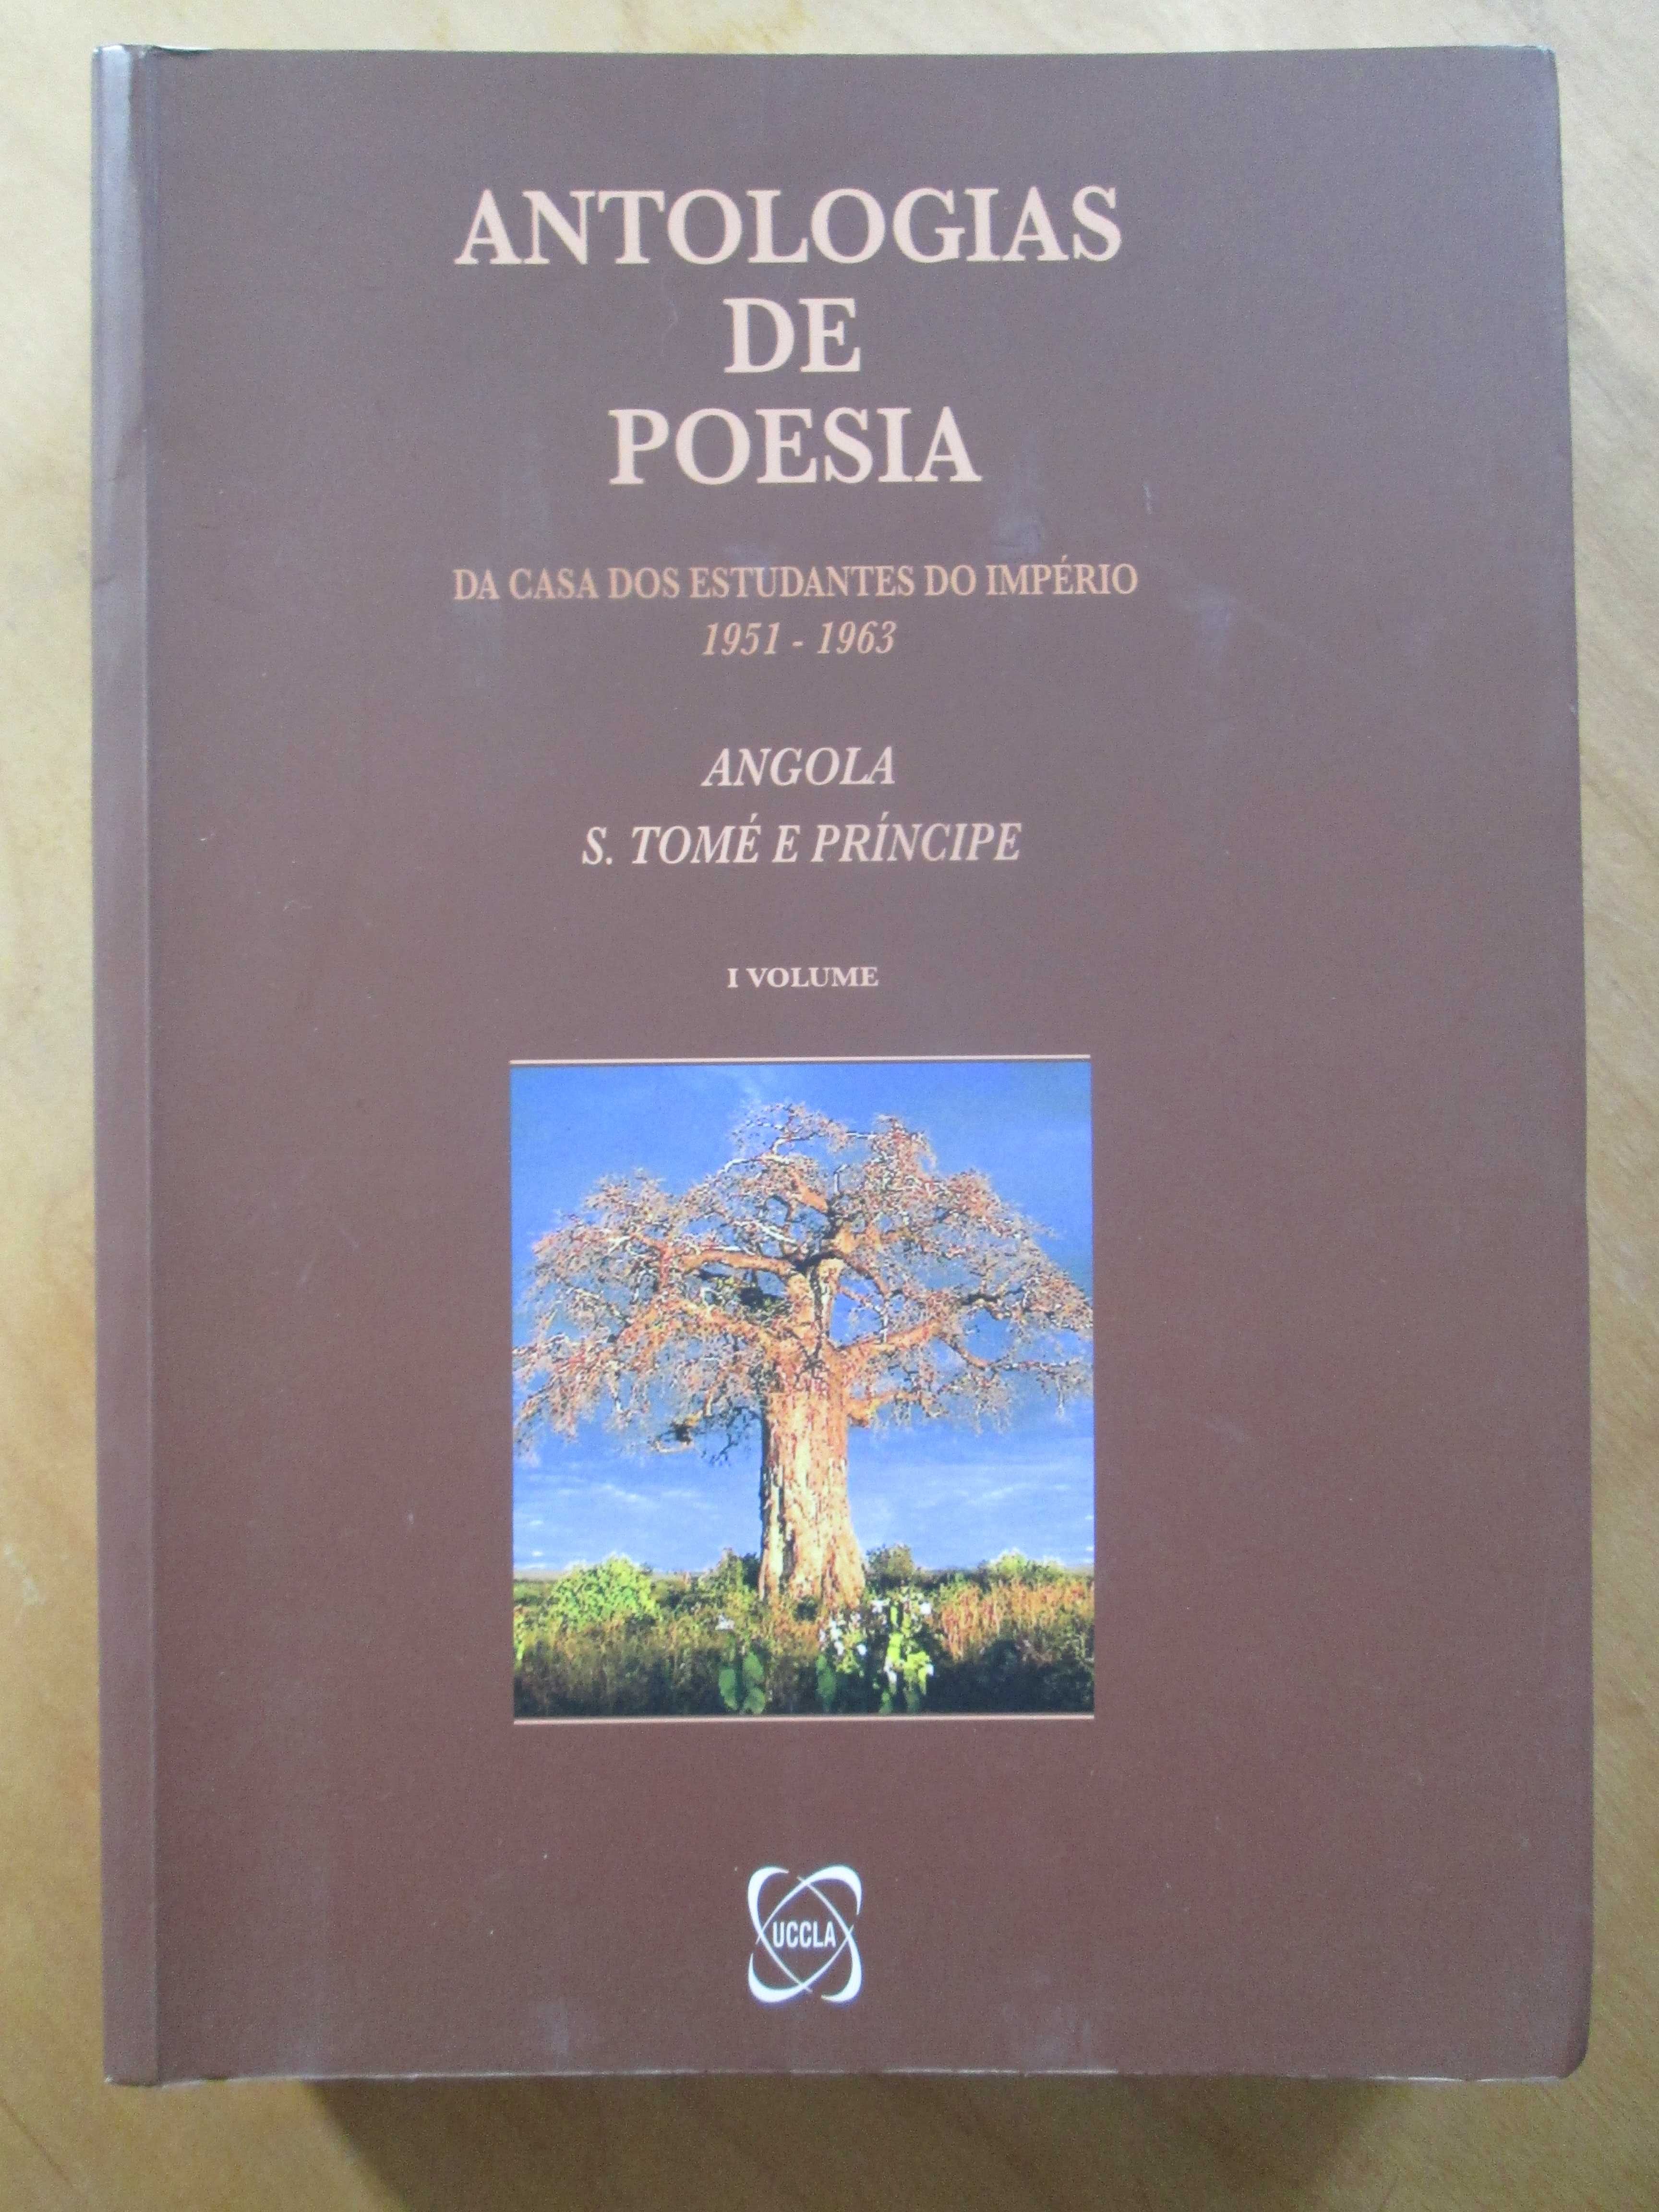 ANTOLOGIAS
DE
POESIA
DA CASA DOS ESTUDANTES DO IMPÉRIO
1951 - 1963
ANGOLA
S. TOMÉ E PRÍNCIPE
I VOLUME
UCCLA